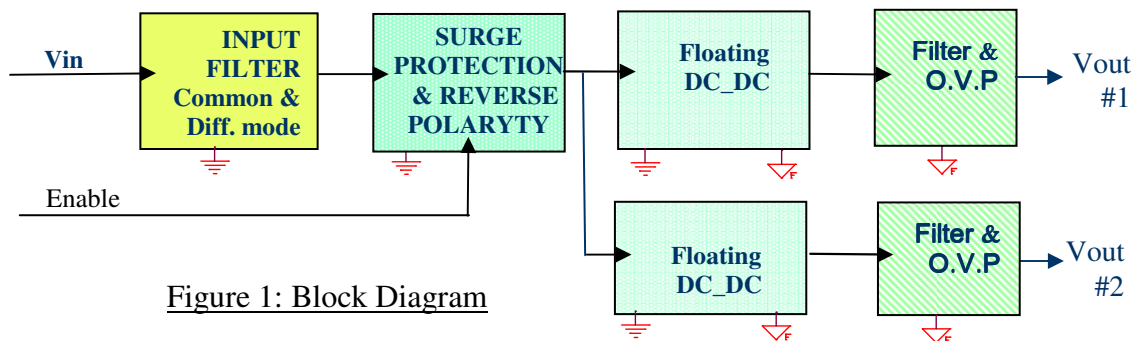 Vin
INPUT
FILTER
Common &
Diff. mode
SURGE
PROTECTION
& REVERSE
POLARYTY
Floating
DC_DC
Filter &
O.V.P
Vout
#1
Enable
Floating
DC_DC
Filter &
O.V.P
Vout
#2
F
F
F
F
Figure 1: Block Diagram